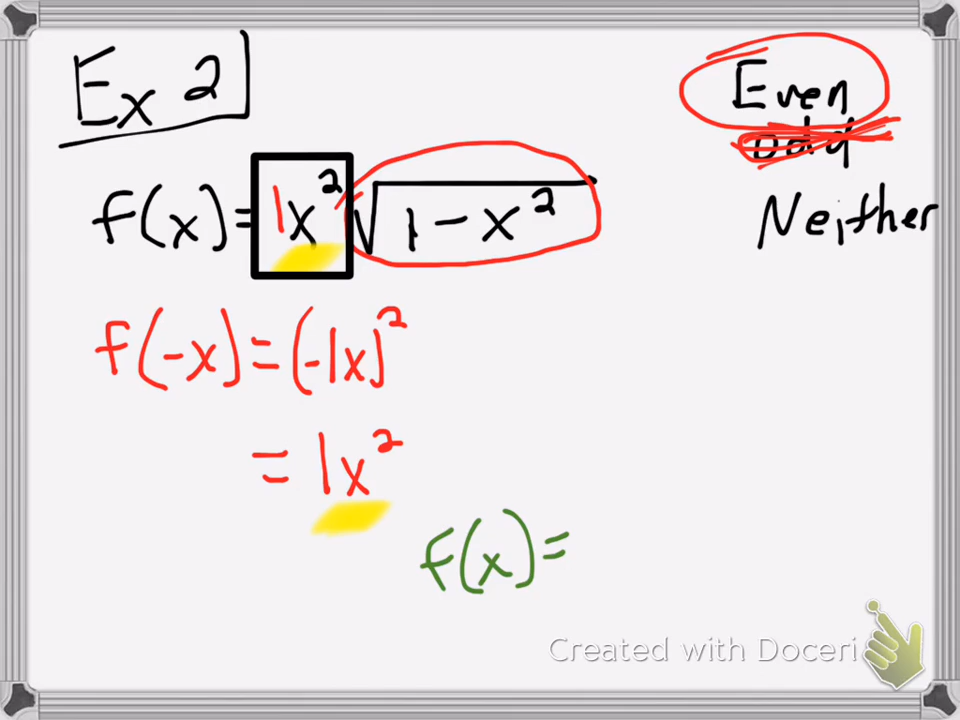 Ex 2
Even
odd
Neither
f(x)=1x²√1-x²
f(-x)=(-1x)²
=1x²
f(x)=
Created with Doceri